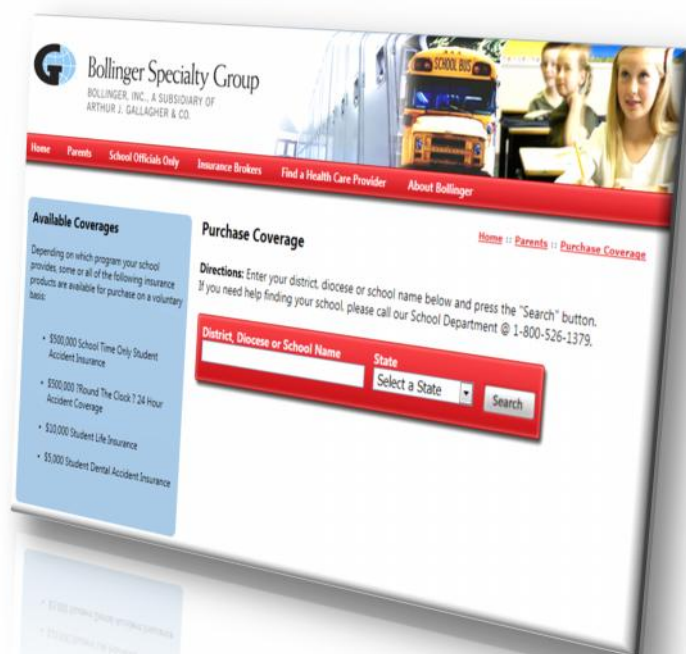 G
Bollinger Specialty Group
BOLLINGER, INC., A SUBSIDIARY OF
ARTHUR J. GALLAGHER & CO.
SCHOOL BUS
Home Parents School Officials Only Insurance Brokers Find a Health Care Provider About Bollinger
Available Coverages
Depending on which program your school
provides, some or all of the following insurance
products are available for purchase on a voluntary
basis:
• $500,000 School Time Only Student
Accident Insurance
• $500,000 ?Round The Clock ? 24 Hour
Accident Coverage
• $10,000 Student Life Insurance
• $5,000 Student Dental Accident Insurance
Purchase Coverage
Home :: Parents :: Purchase Coverage
Directions: Enter your district, diocese or school name below and press the "Search" button.
If you need help finding your school, please call our School Department @ 1-800-526-1379.
District, Diocese or School Name State
Select a State Search